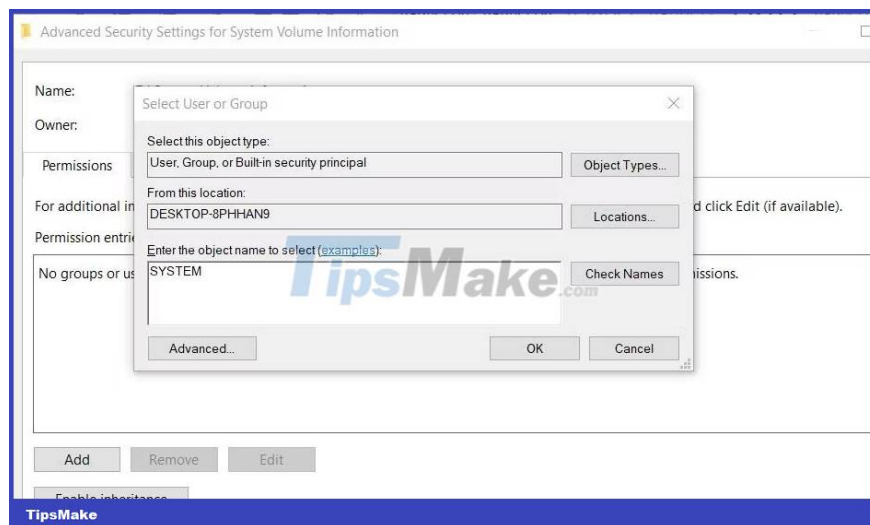 Advanced Security Settings for System Volume Information
Name:
Select User or Group
Owner:
Select this object type:
User, Group, or Built-in security principal
Object Types...
Permissions
From this location:
DESKTOP-8PHHAN9
Locations...
For additional in
d click Edit (if available).
Permission entri
Enter the object name to select (examples):
SYSTEM
Check Names
No groups or us
issions.
TipsMake.com
Advanced...
OK
Cancel
Add
Remove
Edit
Enable inheritance
TipsMake